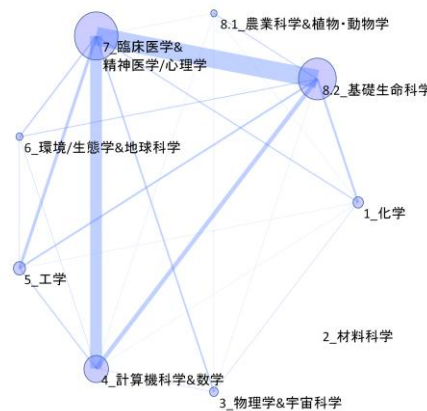 8.1_農業科学&植物・動物学
7_臨床医学&
精神医学/心理学
8.2_基礎生命科学
6_環境/生態学&地球科学
1_化学
5_工学
2_材料科学
4_計算機科学&数学
3_物理学&宇宙科学